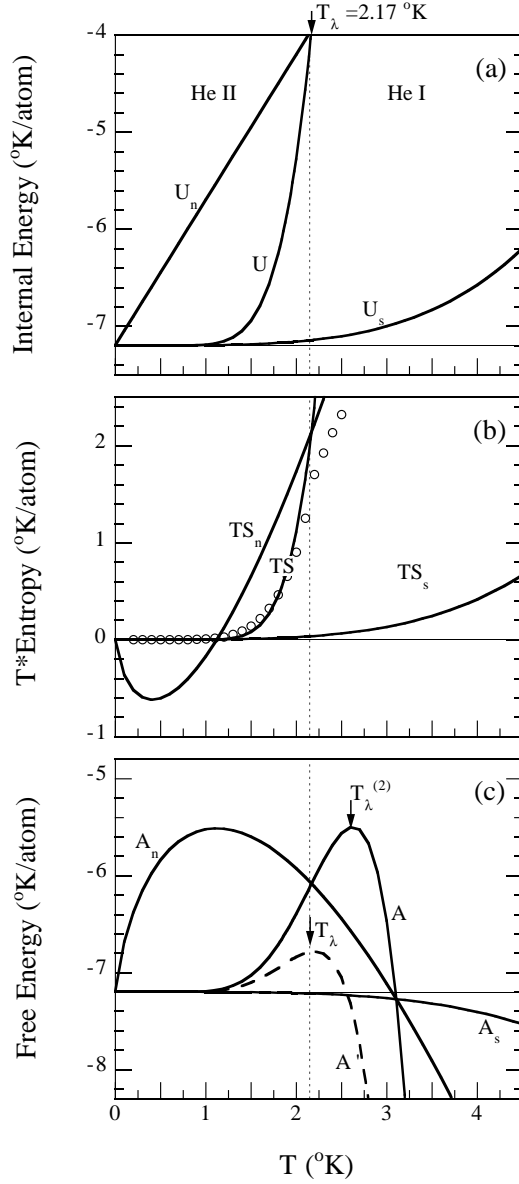 T_λ=2.17 °K
-4
(a)
He II
He I
-5
U_n
-6
U
U_s
-7
Internal Energy (°K/atom)
(b)
2
TS_n
1
TS
TS_s
0
-1
T*Entropy (°K/atom)
-5
(c)
T_λ^(2)
A_n
-6
A
T_λ
-7
A_s
-8
A'
Free Energy (°K/atom)
0 1 2 3 4
T (°K)